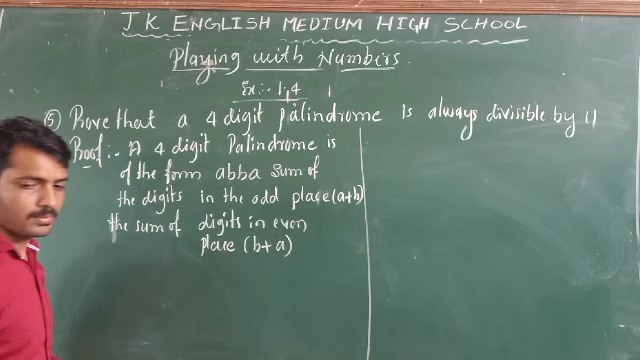 J K ENGLISH MEDIUM HIGH SCHOOL
Playing with Numbers.
Ex:- 1.4
5) Prove that a 4 digit palindrome is always divisible by 11
Proof:- A 4 digit Palindrome is
of the form abba Sum of
the digits in the odd place (a+b)
the sum of digits in even
place (b+a)